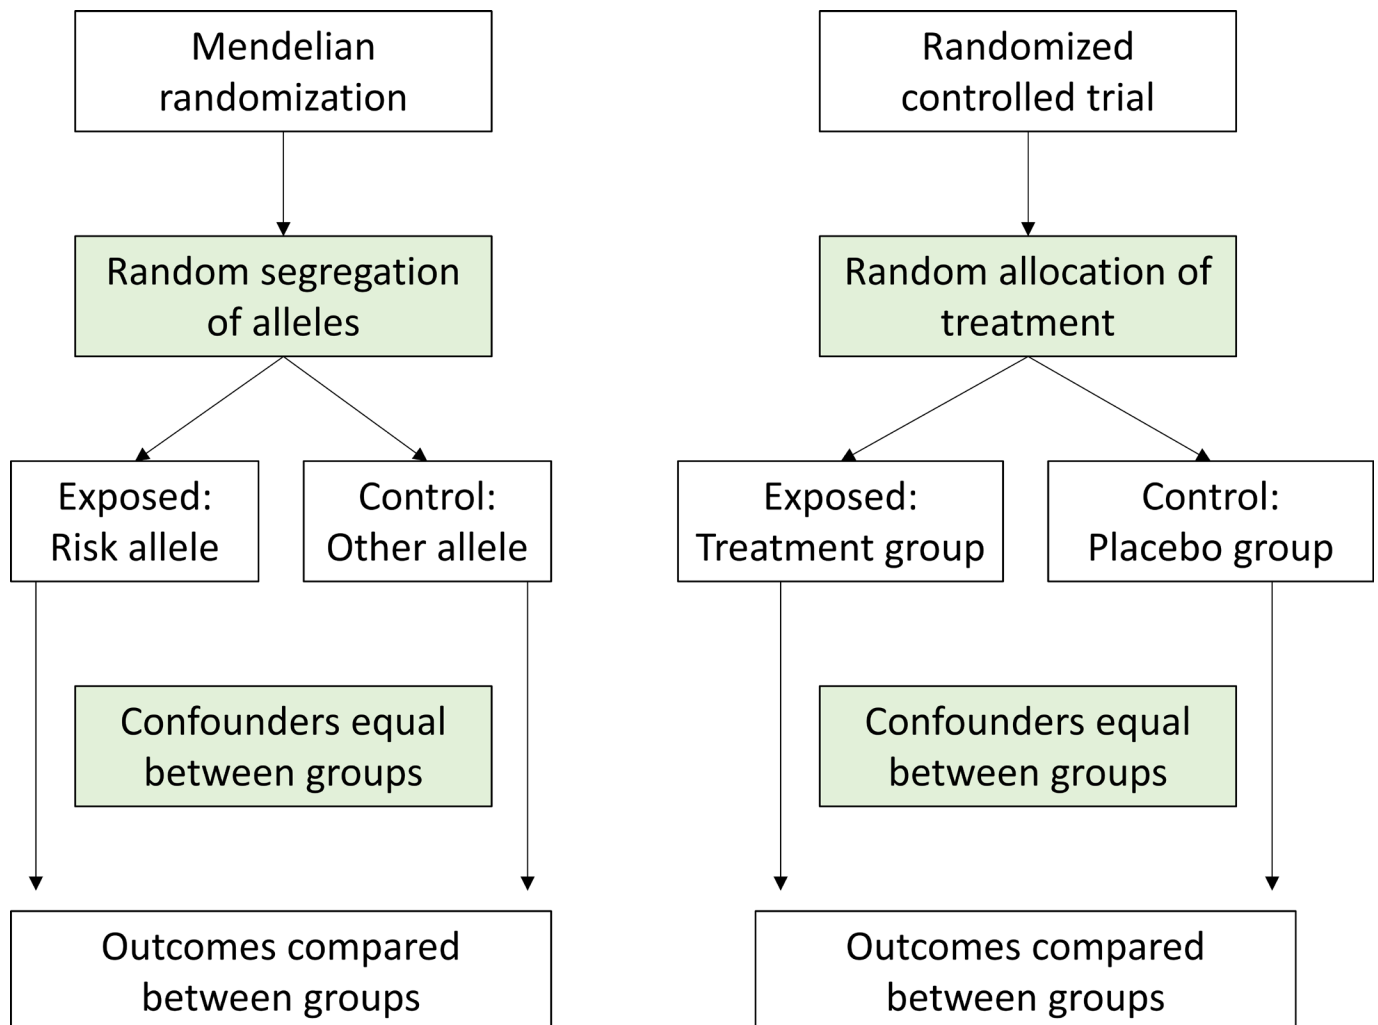 Mendelian
randomization
Random segregation
of alleles
Exposed:
Risk allele
Control:
Other allele
Confounders equal
between groups
Outcomes compared
between groups
Randomized
controlled trial
Random allocation of
treatment
Exposed:
Treatment group
Control:
Placebo group
Confounders equal
between groups
Outcomes compared
between groups